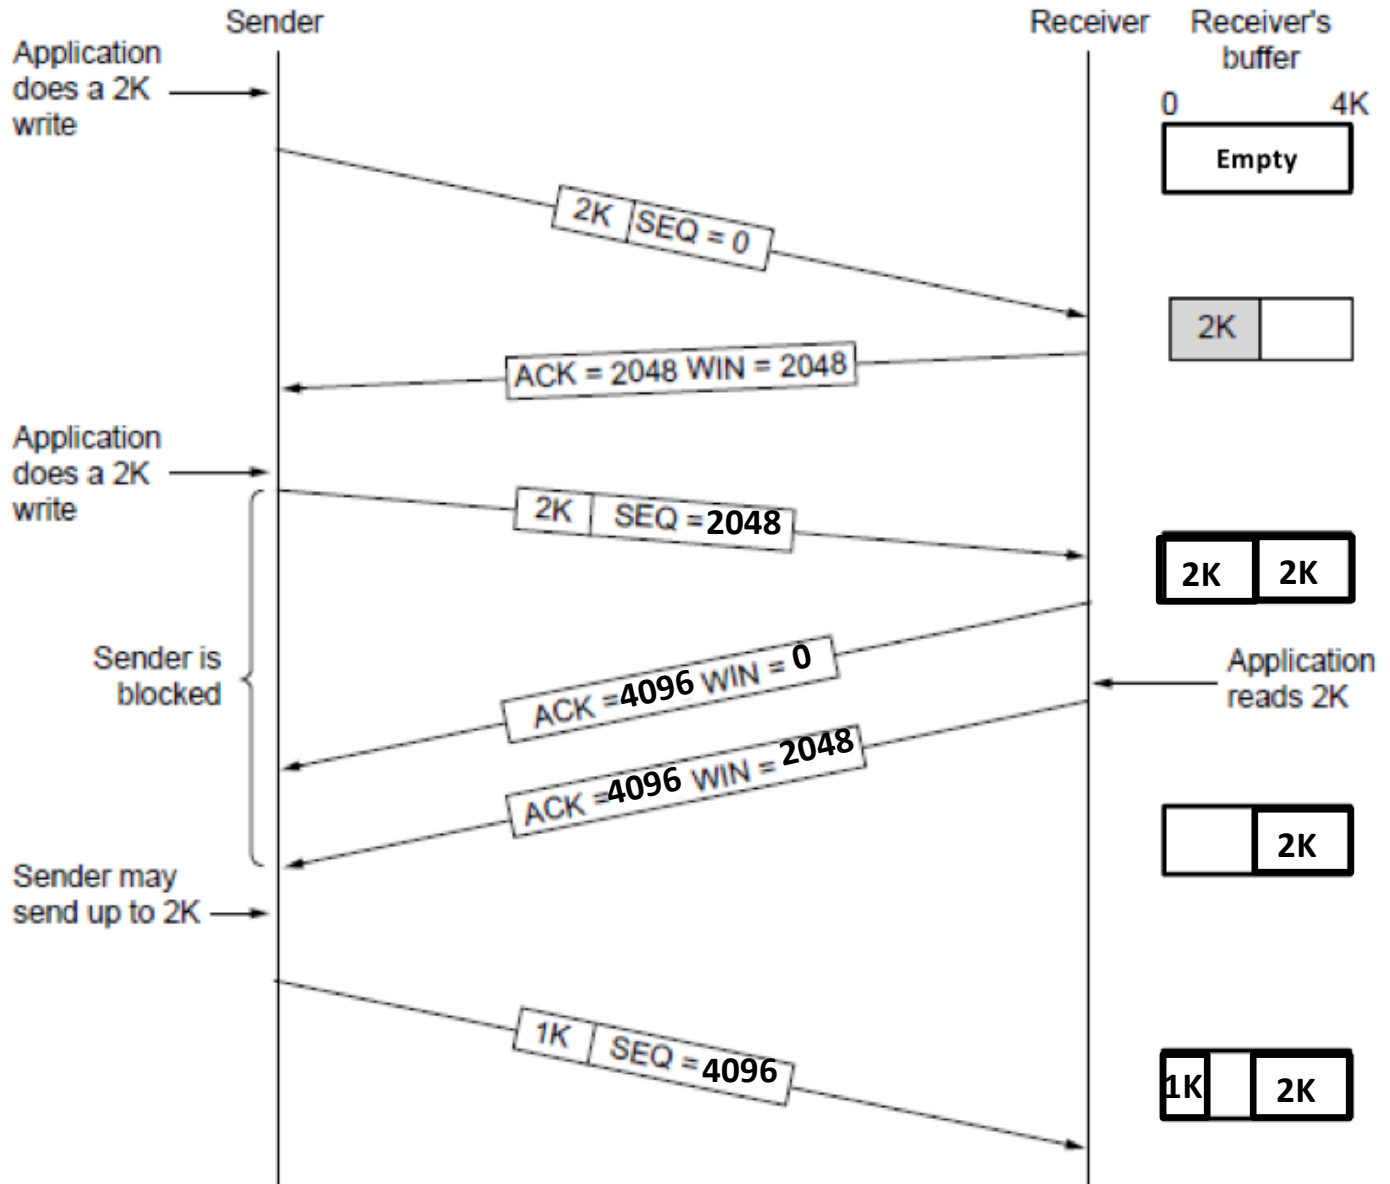 Sender
Receiver
Receiver's
buffer
Application
does a 2K
write
0 4K
Empty
2K SEQ = 0
2K
ACK = 2048 WIN = 2048
Application
does a 2K
write
2K SEQ = 2048
2K 2K
Sender is
blocked
ACK = 4096 WIN = 0
Application
reads 2K
ACK = 4096 WIN = 2048
2K
Sender may
send up to 2K
1K SEQ = 4096
1K 2K